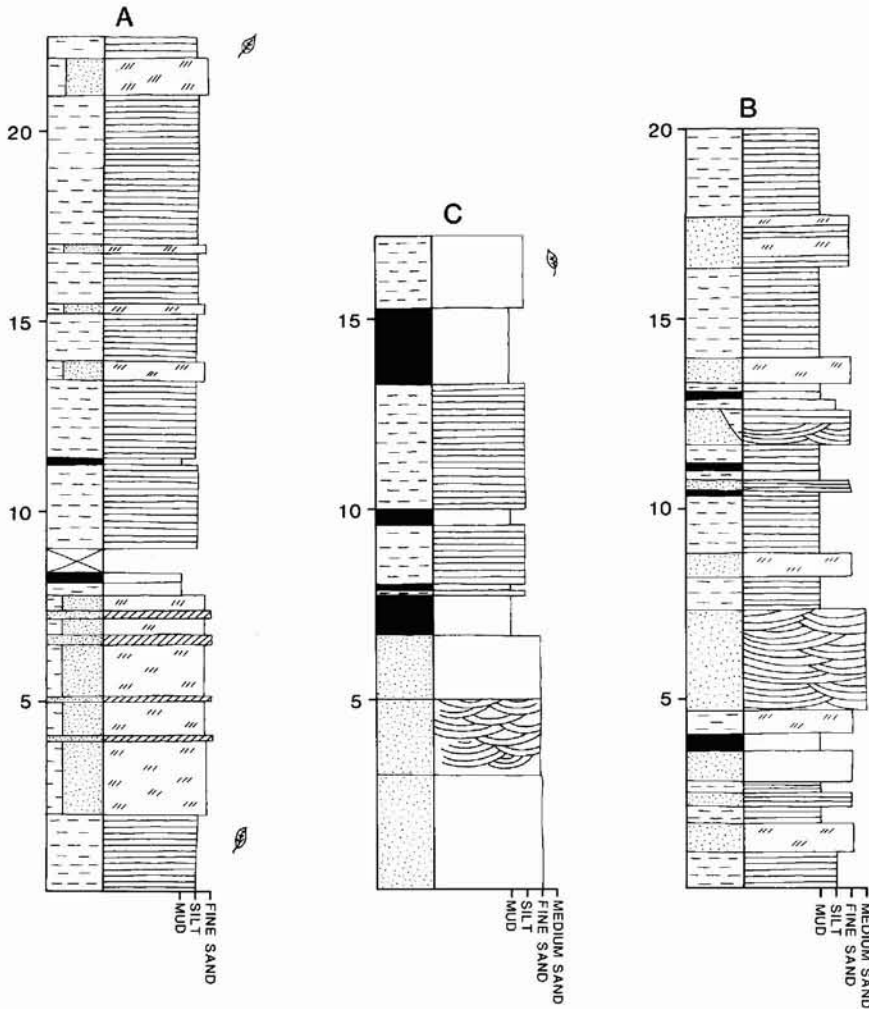 A
20
15
10
5
MUD
SILT
FINE SAND
C
15
10
5
MUD
SILT
FINE SAND
MEDIUM SAND
B
20
15
10
5
MUD
SILT
FINE SAND
MEDIUM SAND